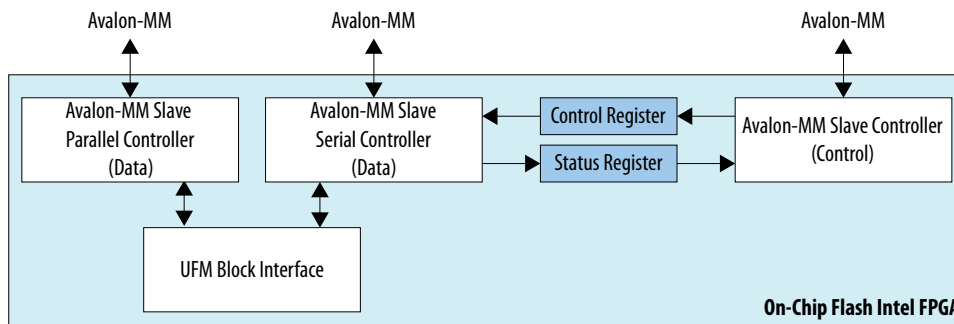 Avalon-MM
Avalon-MM
Avalon-MM
Avalon-MM Slave
Parallel Controller
(Data)
Avalon-MM Slave
Serial Controller
(Data)
Control Register
Status Register
Avalon-MM Slave Controller
(Control)
UFM Block Interface
On-Chip Flash Intel FPGA